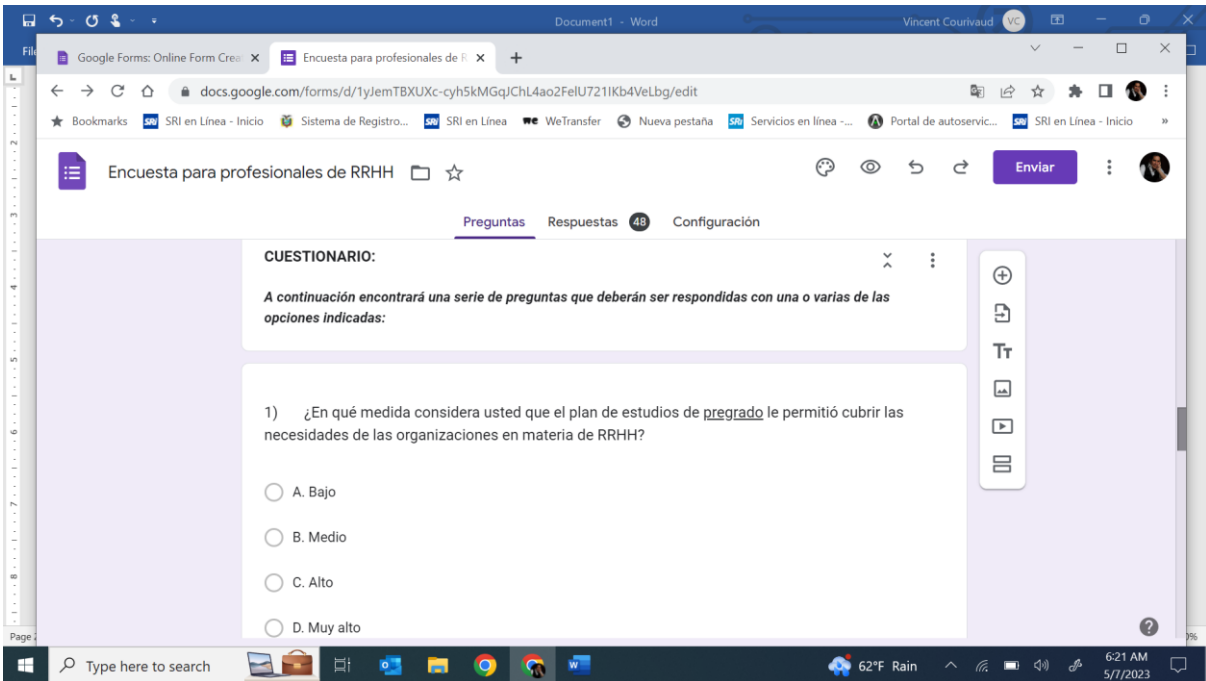 Document1 - Word
Vincent Courivaud
VC
File
Google Forms: Online Form Crea
Encuesta para profesionales de R
docs.google.com/forms/d/1yJemTBXUXc-cyh5kMGqJChL4ao2FelU721IKb4VeLbg/edit
Bookmarks
SRI en Línea - Inicio
Sistema de Registro...
SRI en Línea
WeTransfer
Nueva pestaña
Servicios en línea -...
Portal de autoservic...
SRI en Línea - Inicio
Encuesta para profesionales de RRHH
Enviar
Preguntas
Respuestas 48
Configuración
CUESTIONARIO:
A continuación encontrará una serie de preguntas que deberán ser respondidas con una o varias de las
opciones indicadas:
1) ¿En qué medida considera usted que el plan de estudios de pregrado le permitió cubrir las
necesidades de las organizaciones en materia de RRHH?
A. Bajo
B. Medio
C. Alto
D. Muy alto
Page
Type here to search
62°F Rain
6:21 AM
5/7/2023